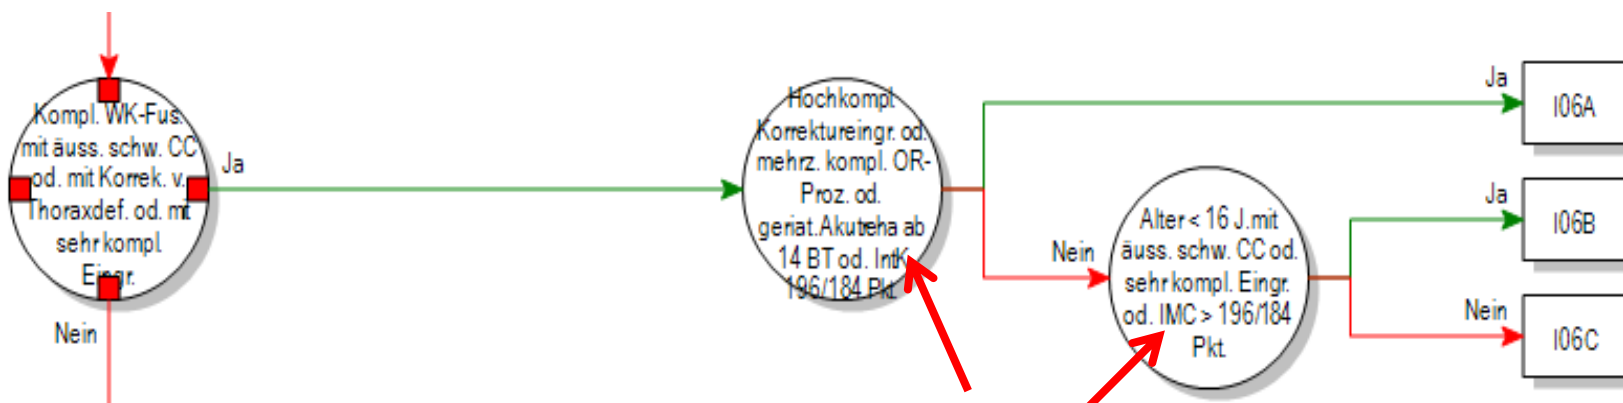 Kompl. WK-Fus.
mit äuss. schw. CC
od. mit Korrek. v.
Thoraxdef. od. mit
sehr kompl.
Eingr.
Ja
Nein
Hochkompl.
Korrektureingr. od.
mehrz. kompl. OR-
Proz. od.
geriat.Akutreha ab
14 BT od. IntK
196/184 Pkt.
Nein
Alter < 16 J.mit
äuss. schw. CC od.
sehr kompl. Eingr.
od. IMC > 196/184
Pkt.
Ja
I06A
Ja
I06B
Nein
I06C